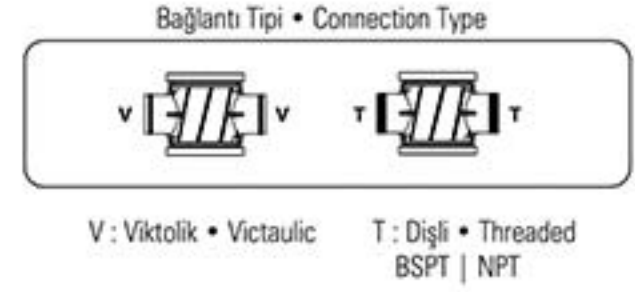 Bağlantı Tipi • Connection Type
V V T T
V : Viktolik • Victaulic T : Dişli • Threaded
BSPT | NPT